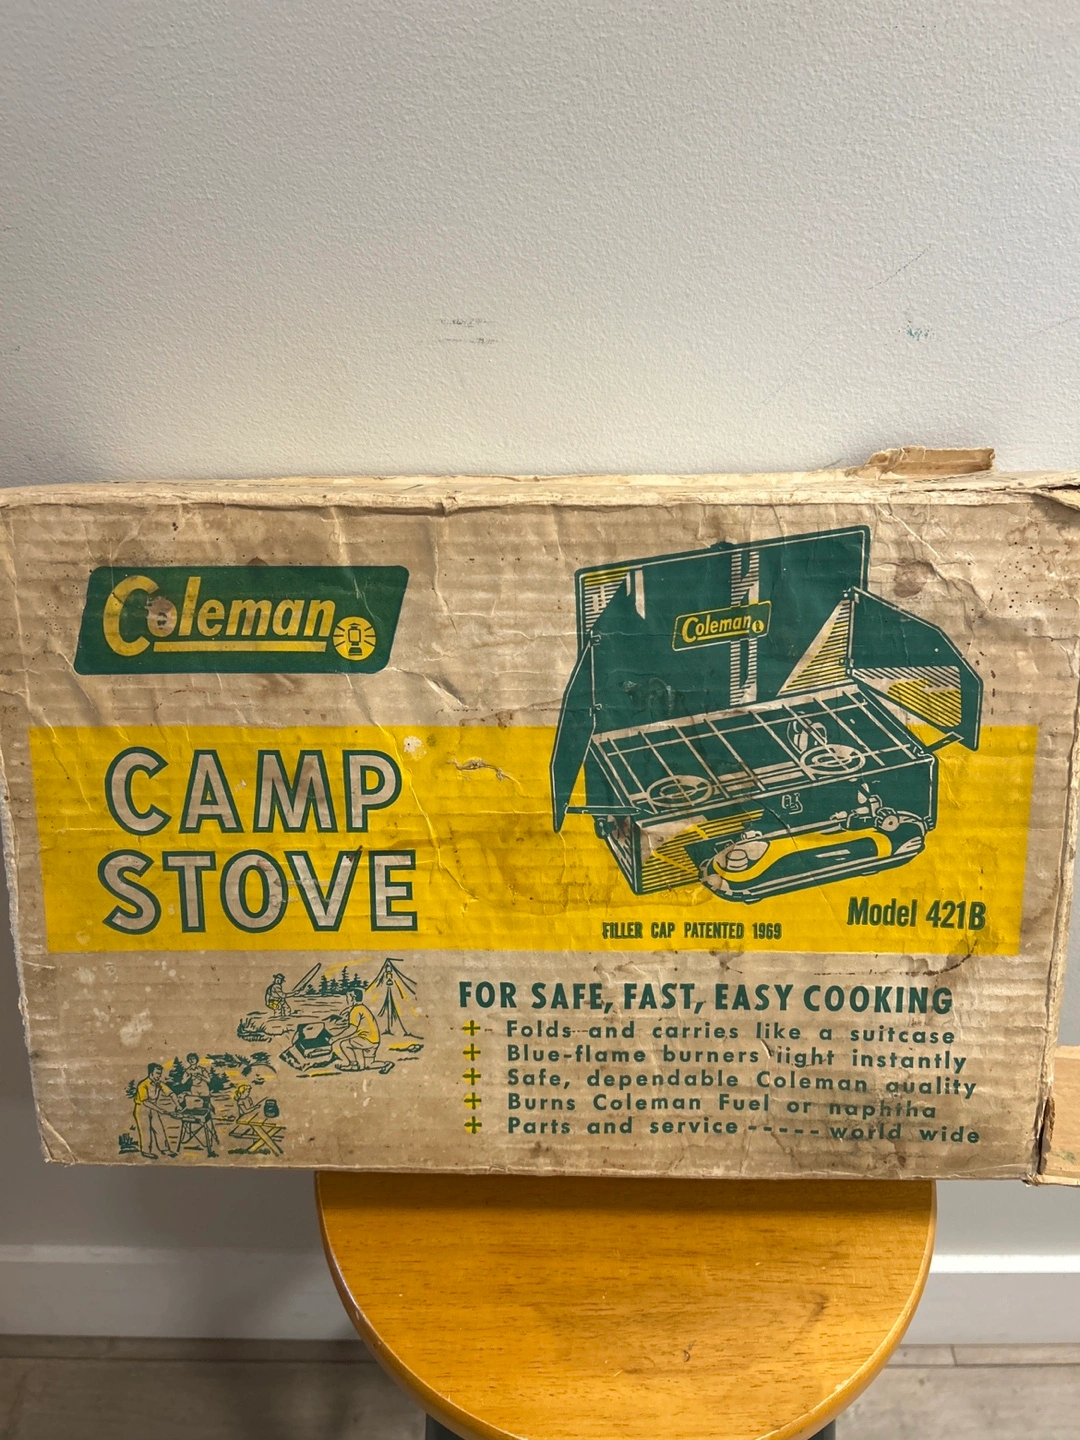 Coleman
Coleman
CAMP
STOVE
Model 421B
FILLER CAP PATENTED 1969
FOR SAFE, FAST, EASY COOKING
+ Folds and carries like a suitcase
+ Blue-flame burners light instantly
+ Safe, dependable Coleman quality
+ Burns Coleman Fuel or naphtha
+ Parts and service ----- world wide